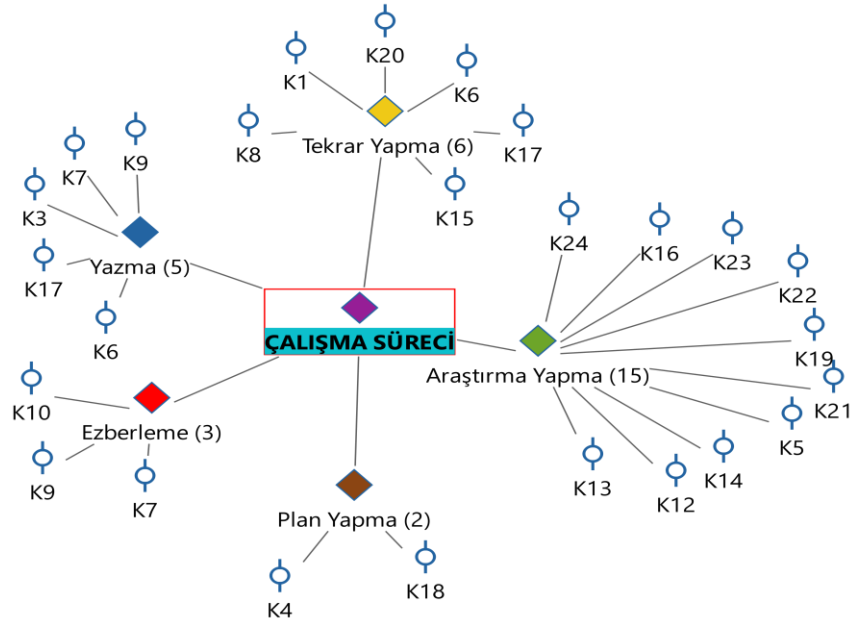 K20
K1
K6
K9
K8
K7
Tekrar Yapma (6)
K17
K3
K15
K24
K16
K23
Yazma (5)
K17
K22
ÇALIŞMA SÜRECİ
K6
K19
Araştırma Yapma (15)
K10
K21
Ezberleme (3)
K5
K9
K13
K14
K7
K12
Plan Yapma (2)
K18
K4